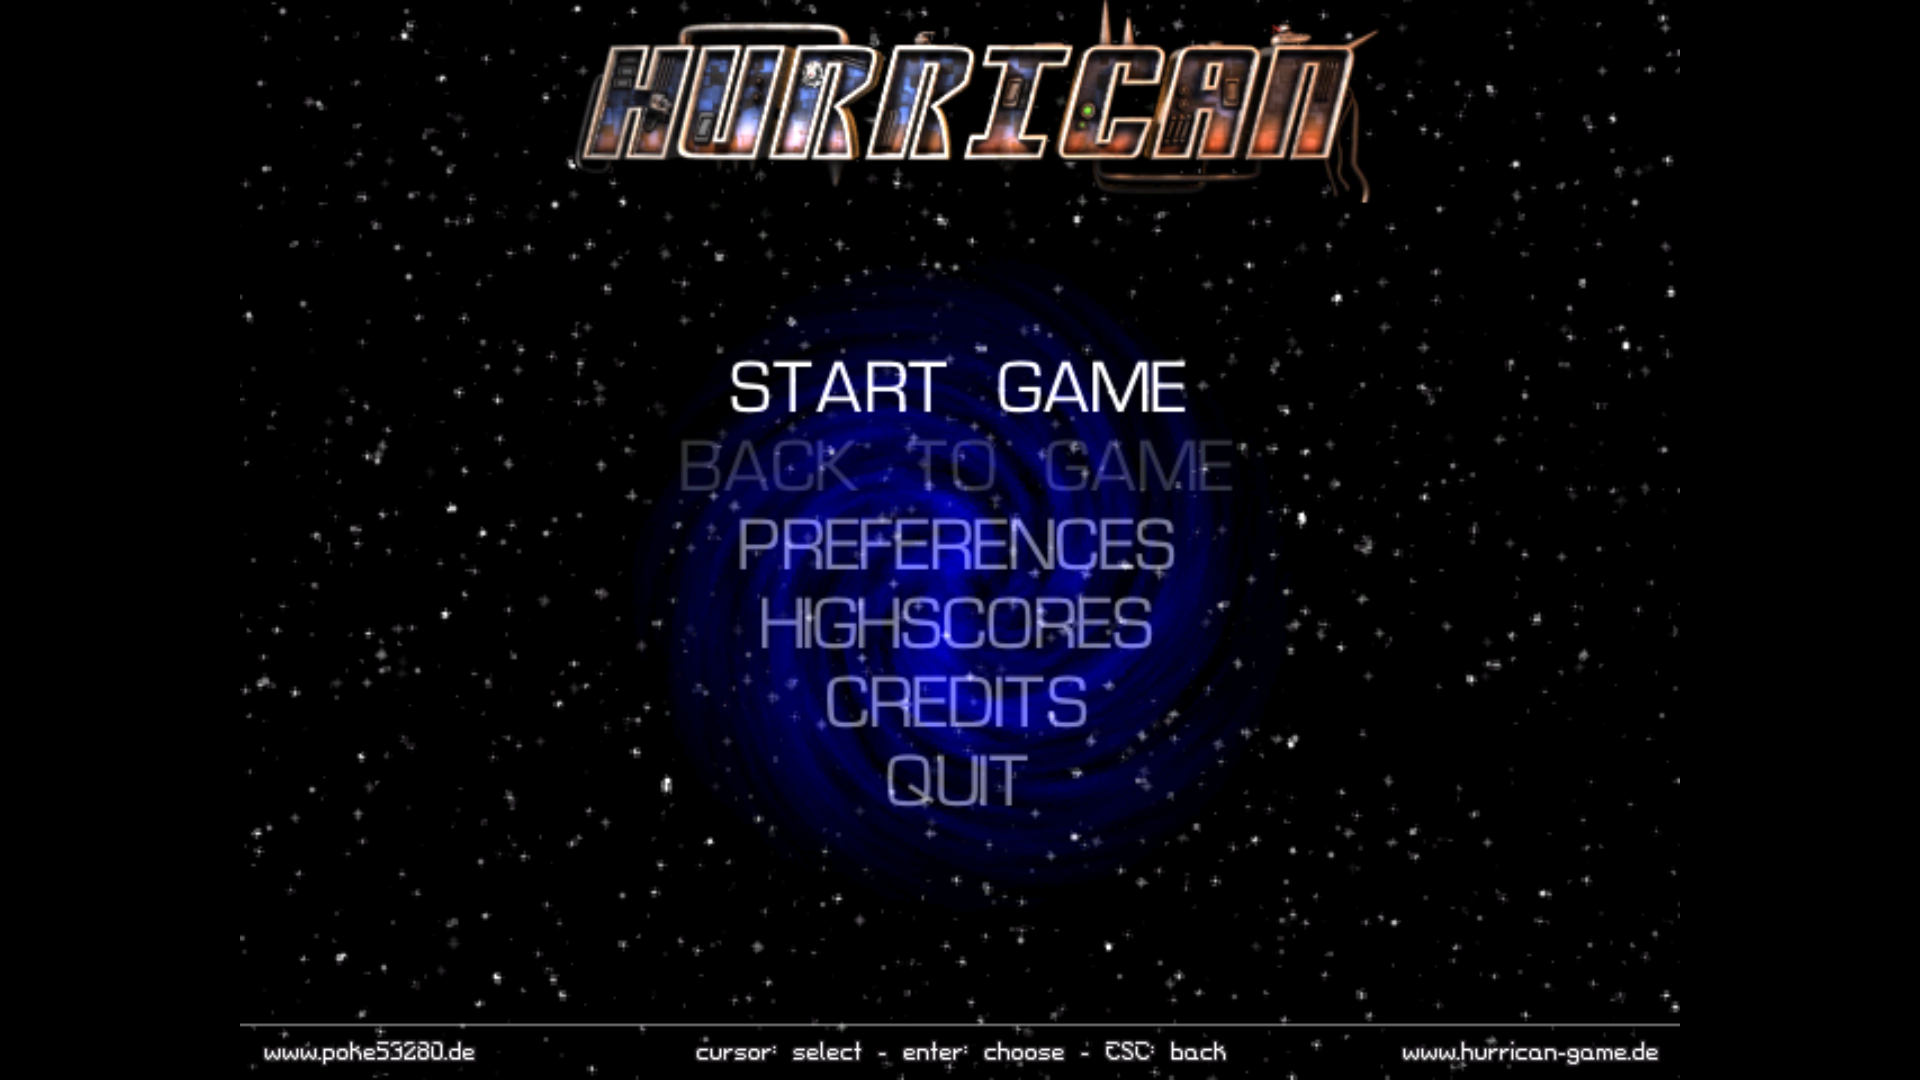 HURRICAN
START GAME
BACK TO GAME
PREFERENCES
HIGHSCORES
CREDITS
QUIT
www.poke53280.de cursor: select - enter: choose - ESC: back www.hurrican-game.de